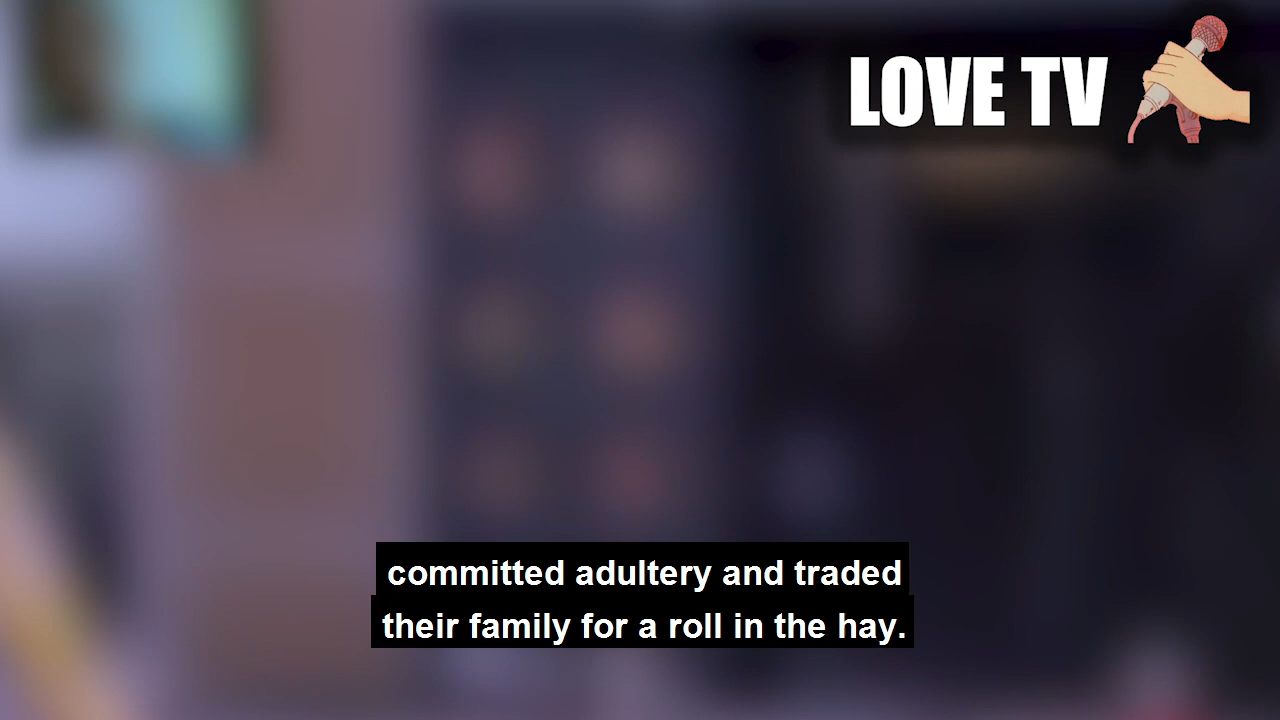 LOVE TV
committed adultery and traded
their family for a roll in the hay.